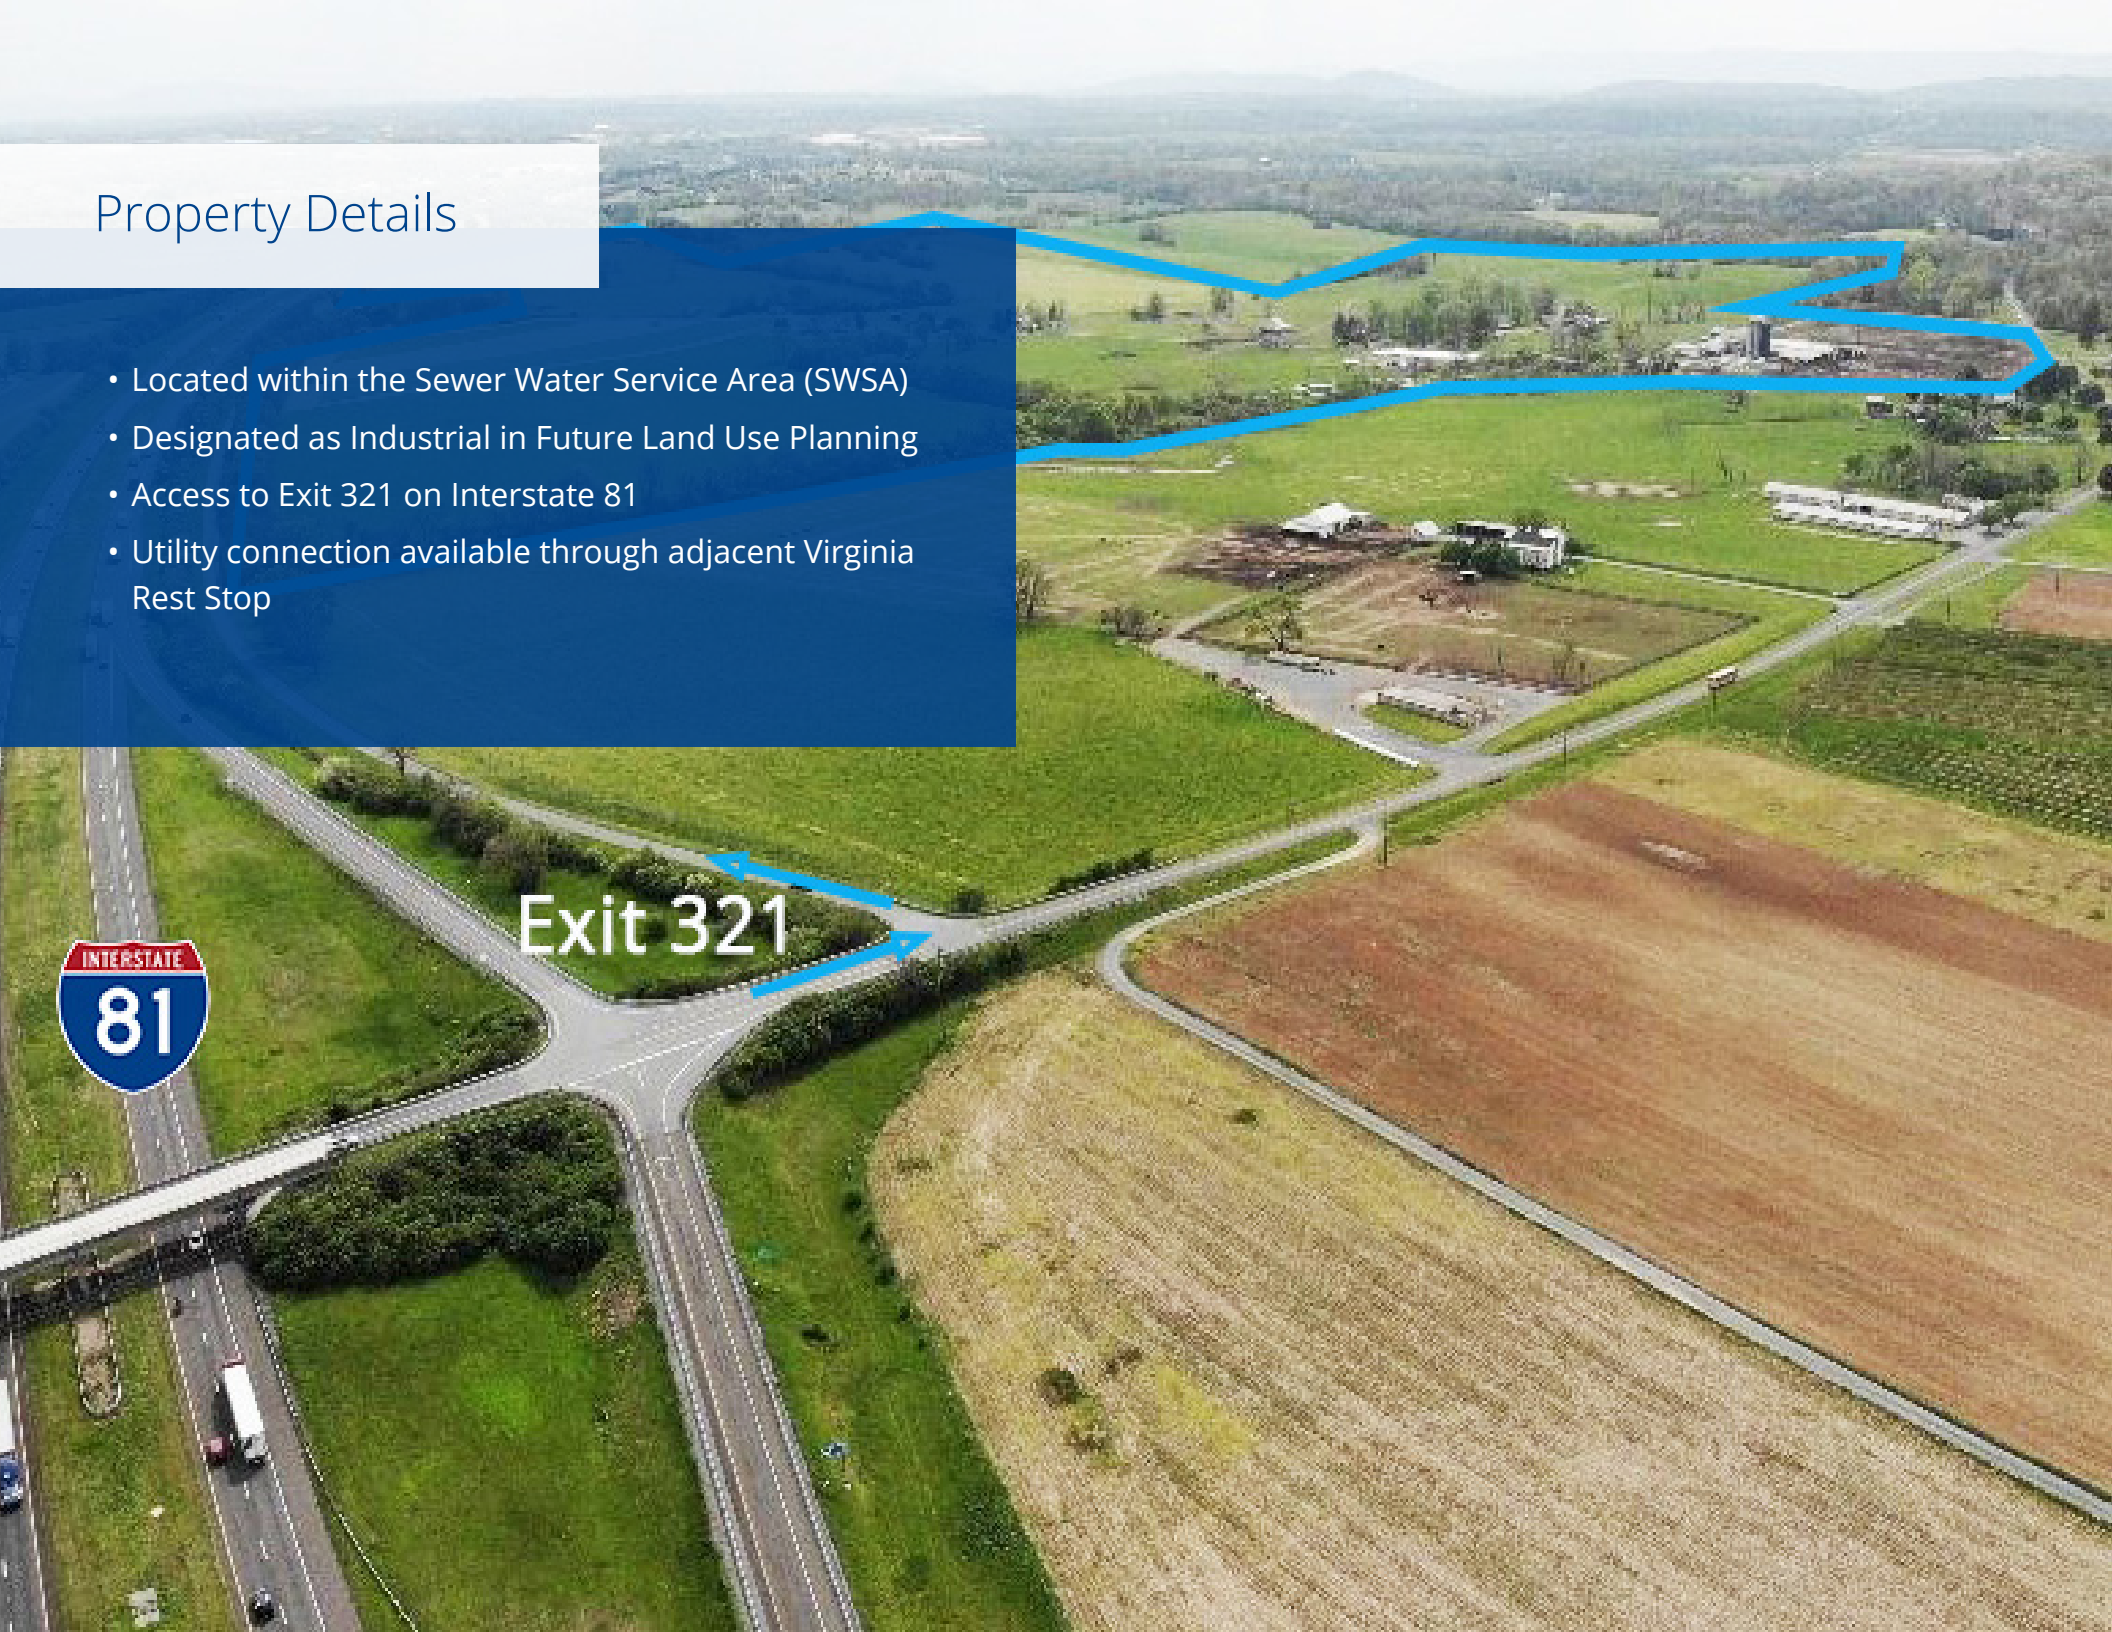 Property Details
• Located within the Sewer Water Service Area (SWSA)
• Designated as Industrial in Future Land Use Planning
• Access to Exit 321 on Interstate 81
• Utility connection available through adjacent Virginia
Rest Stop
Exit 321
INTERSTATE
81